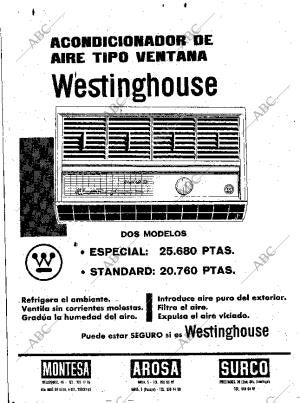 ACONDICIONADOR DE
AIRE TIPO VENTANA
Westinghouse
DOS MODELOS
• ESPECIAL: 25.680 PTAS.
• STANDARD: 20.760 PTAS.
Refrigera el ambiente.
Ventila sin corrientes molestas.
Gradúa la humedad del aire.
Introduce aire puro del exterior.
Filtra el aire.
Expulsa el aire viciado.
Puede estar SEGURO si es Westinghouse
MONTESA
AROSA
SURCO